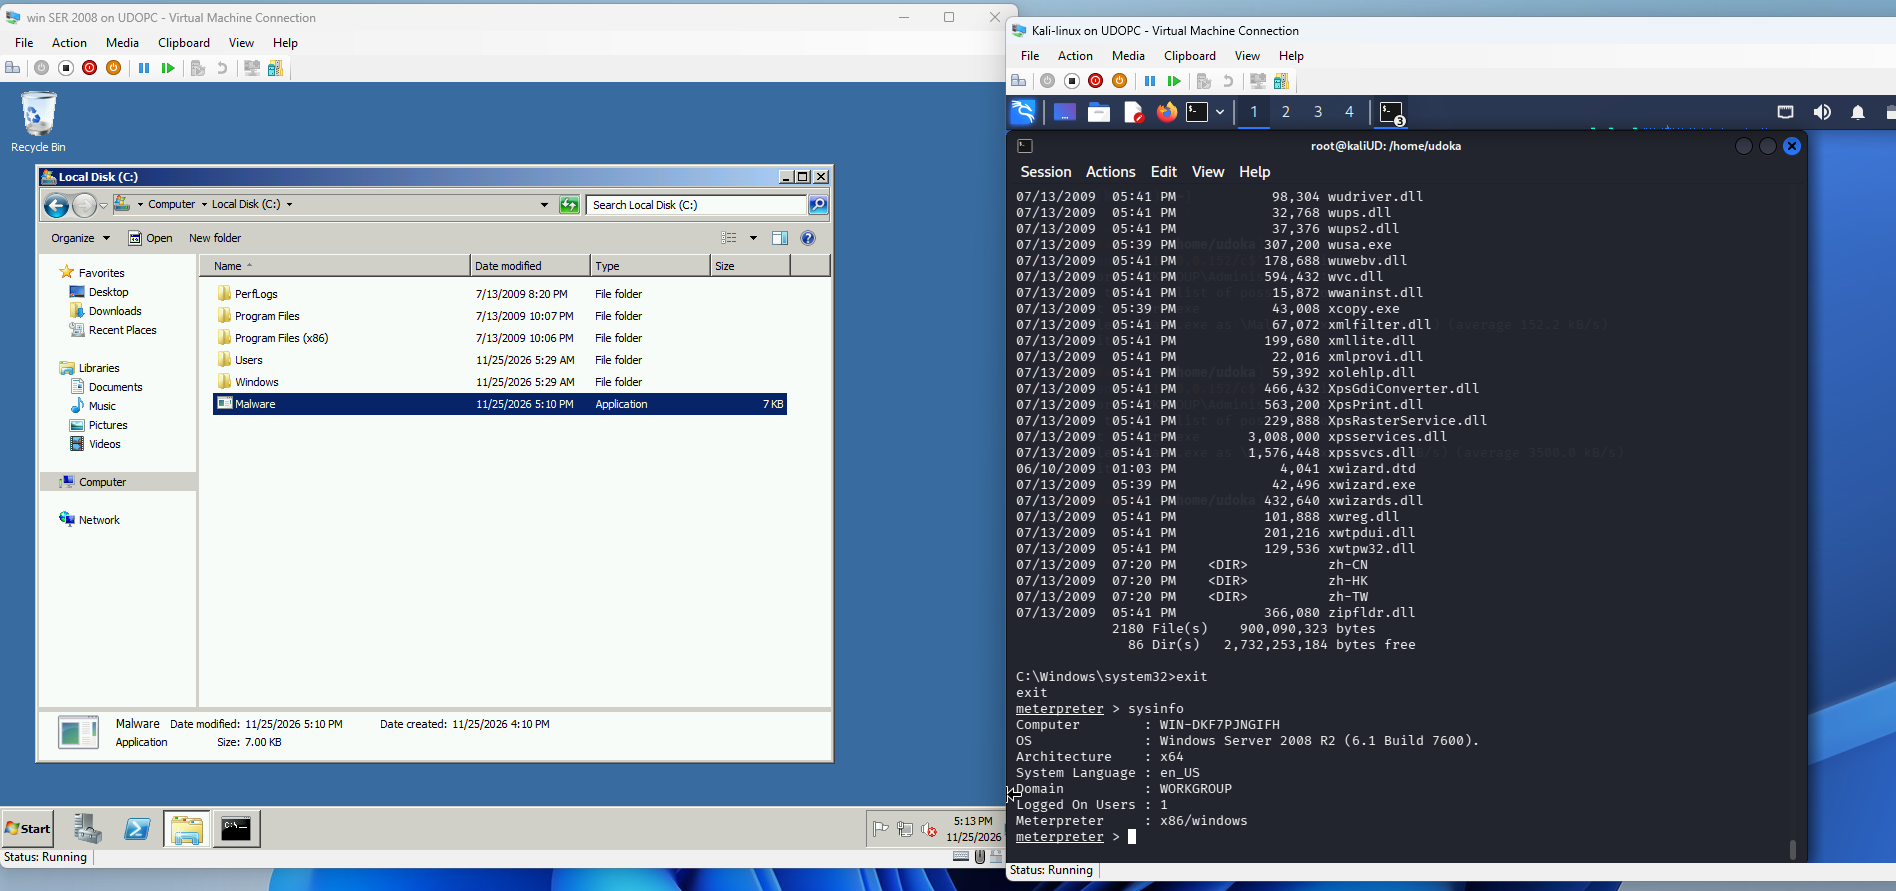 win SER 2008 on UDOPC - Virtual Machine Connection
File Action Media Clipboard View Help
Recycle Bin
Local Disk (C:)
Computer Local Disk (C:)
Search Local Disk (C:)
Organize Open New folder
Name Date modified Type Size
Favorites
Desktop
Downloads
Recent Places
Libraries
Documents
Music
Pictures
Videos
Computer
Network
PerfLogs 7/13/2009 8:20 PM File folder
Program Files 7/13/2009 10:07 PM File folder
Program Files (x86) 7/13/2009 10:06 PM File folder
Users 11/25/2026 5:29 AM File folder
Windows 11/25/2026 5:29 AM File folder
Malware 11/25/2026 5:10 PM Application 7 KB
Malware Date modified: 11/25/2026 5:10 PM Date created: 11/25/2026 4:10 PM
Application Size: 7.00 KB
Start
5:13 PM
11/25/2026
Status: Running
Kali-linux on UDOPC - Virtual Machine Connection
File Action Media Clipboard View Help
1 2 3 4
3
root@kaliUD: /home/udoka
Session Actions Edit View Help
07/13/2009 05:41 PM 98,304 wudriver.dll
07/13/2009 05:41 PM 32,768 wups.dll
07/13/2009 05:41 PM 37,376 wups2.dll
07/13/2009 05:39 PM 307,200 wusa.exe
07/13/2009 05:41 PM 178,688 wuwebv.dll
07/13/2009 05:41 PM 594,432 wvc.dll
07/13/2009 05:41 PM 15,872 wwaninst.dll
07/13/2009 05:39 PM 43,008 xcopy.exe
07/13/2009 05:41 PM 67,072 xmlfilter.dll
07/13/2009 05:41 PM 199,680 xmllite.dll
07/13/2009 05:41 PM 22,016 xmlprovi.dll
07/13/2009 05:41 PM 59,392 xolehlp.dll
07/13/2009 05:41 PM 466,432 XpsGdiConverter.dll
07/13/2009 05:41 PM 563,200 XpsPrint.dll
07/13/2009 05:41 PM 229,888 XpsRasterService.dll
07/13/2009 05:41 PM 3,008,000 xpsservices.dll
07/13/2009 05:41 PM 1,576,448 xpssvcs.dll
06/10/2009 01:03 PM 4,041 xwizard.dtd
07/13/2009 05:39 PM 42,496 xwizard.exe
07/13/2009 05:41 PM 432,640 xwizards.dll
07/13/2009 05:41 PM 101,888 xwreg.dll
07/13/2009 05:41 PM 201,216 xwtpdui.dll
07/13/2009 05:41 PM 129,536 xwtpw32.dll
07/13/2009 07:20 PM <DIR> zh-CN
07/13/2009 07:20 PM <DIR> zh-HK
07/13/2009 07:20 PM <DIR> zh-TW
07/13/2009 05:41 PM 366,080 zipfldr.dll
2180 File(s) 900,090,323 bytes
86 Dir(s) 2,732,253,184 bytes free
C:\Windows\system32>exit
exit
meterpreter > sysinfo
Computer : WIN-DKF7PJNGIFH
OS : Windows Server 2008 R2 (6.1 Build 7600).
Architecture : x64
System Language : en_US
Domain : WORKGROUP
Logged On Users : 1
Meterpreter : x86/windows
meterpreter >
Status: Running